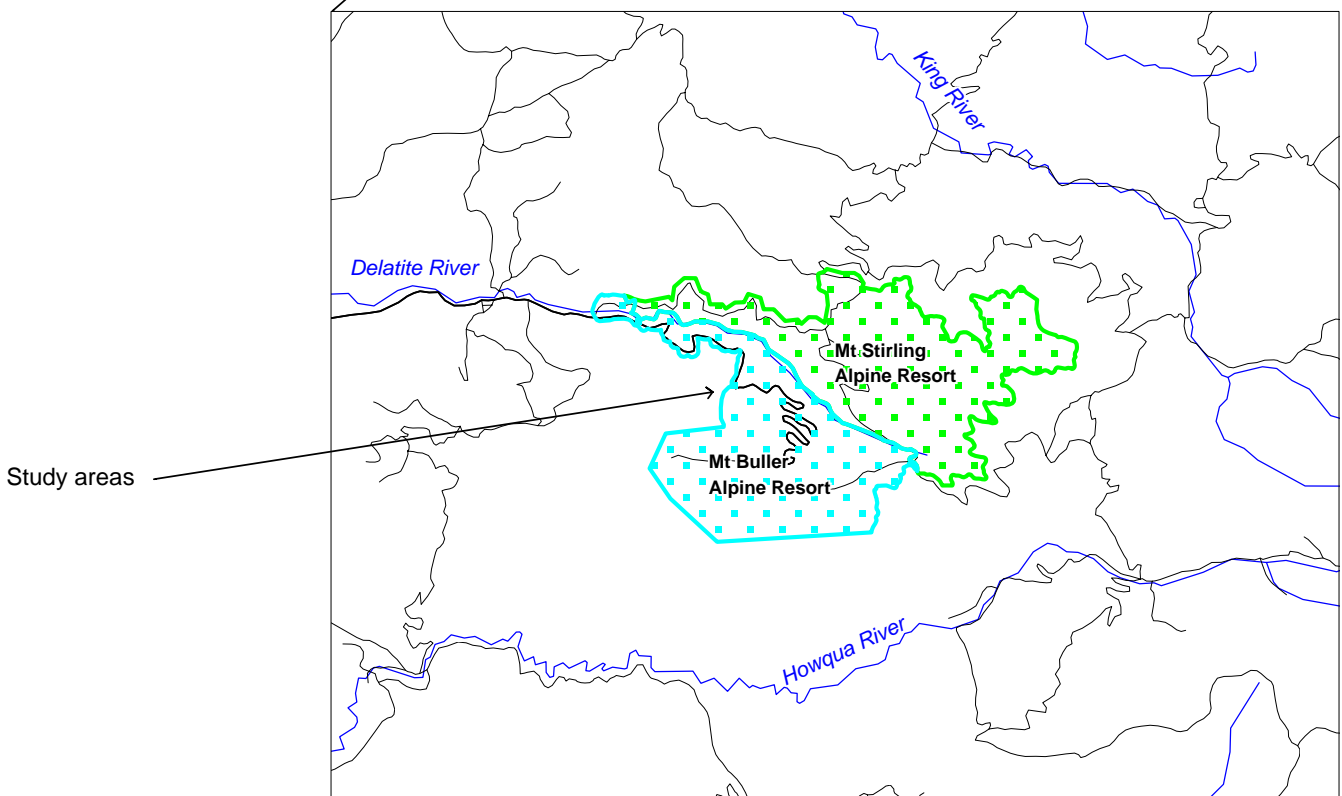 King River
Delatite River
Mt Stirling
Alpine Resort
Study areas
Mt Buller
Alpine Resort
Howqua River